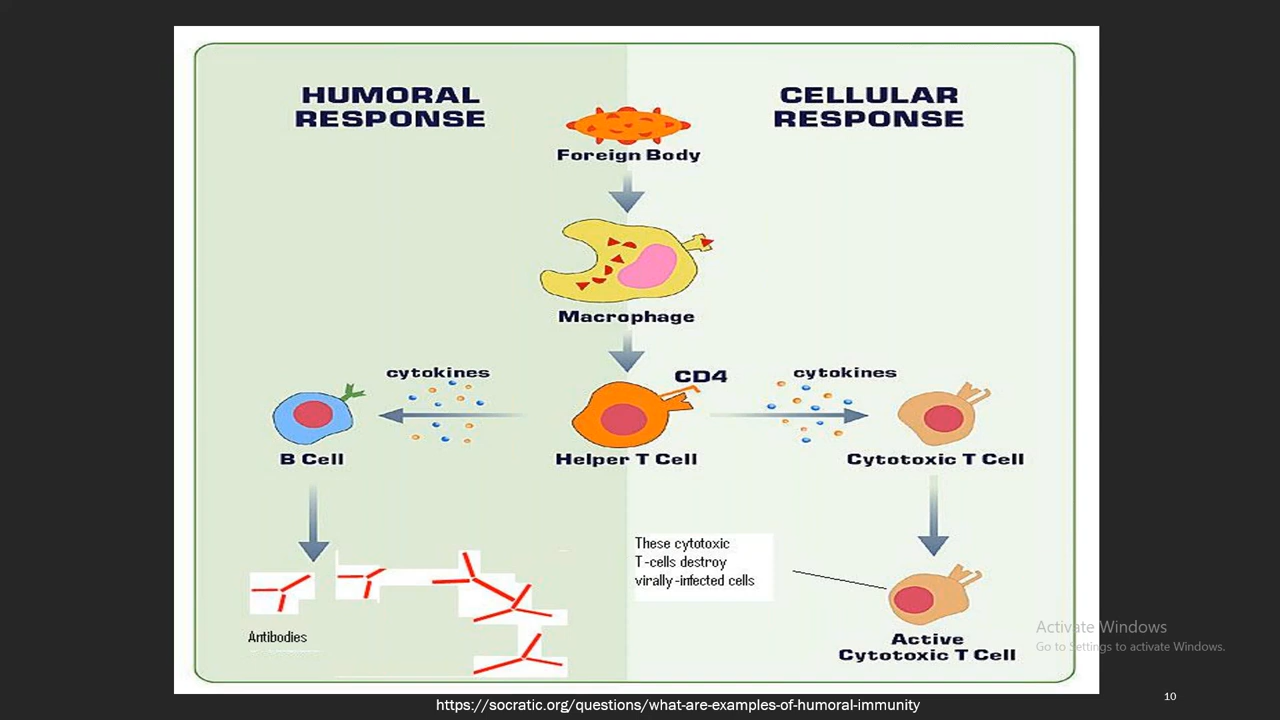 HUMORAL
RESPONSE
CELLULAR
RESPONSE
Foreign Body
Macrophage
cytokines
CD4
cytokines
B Cell
Helper T Cell
Cytotoxic T Cell
These cytotoxic
T-cells destroy
virally-infected cells
Antibodies
Active
Cytotoxic T Cell
Activate Windows
Go to Settings to activate Windows.
10
https://socratic.org/questions/what-are-examples-of-humoral-immunity